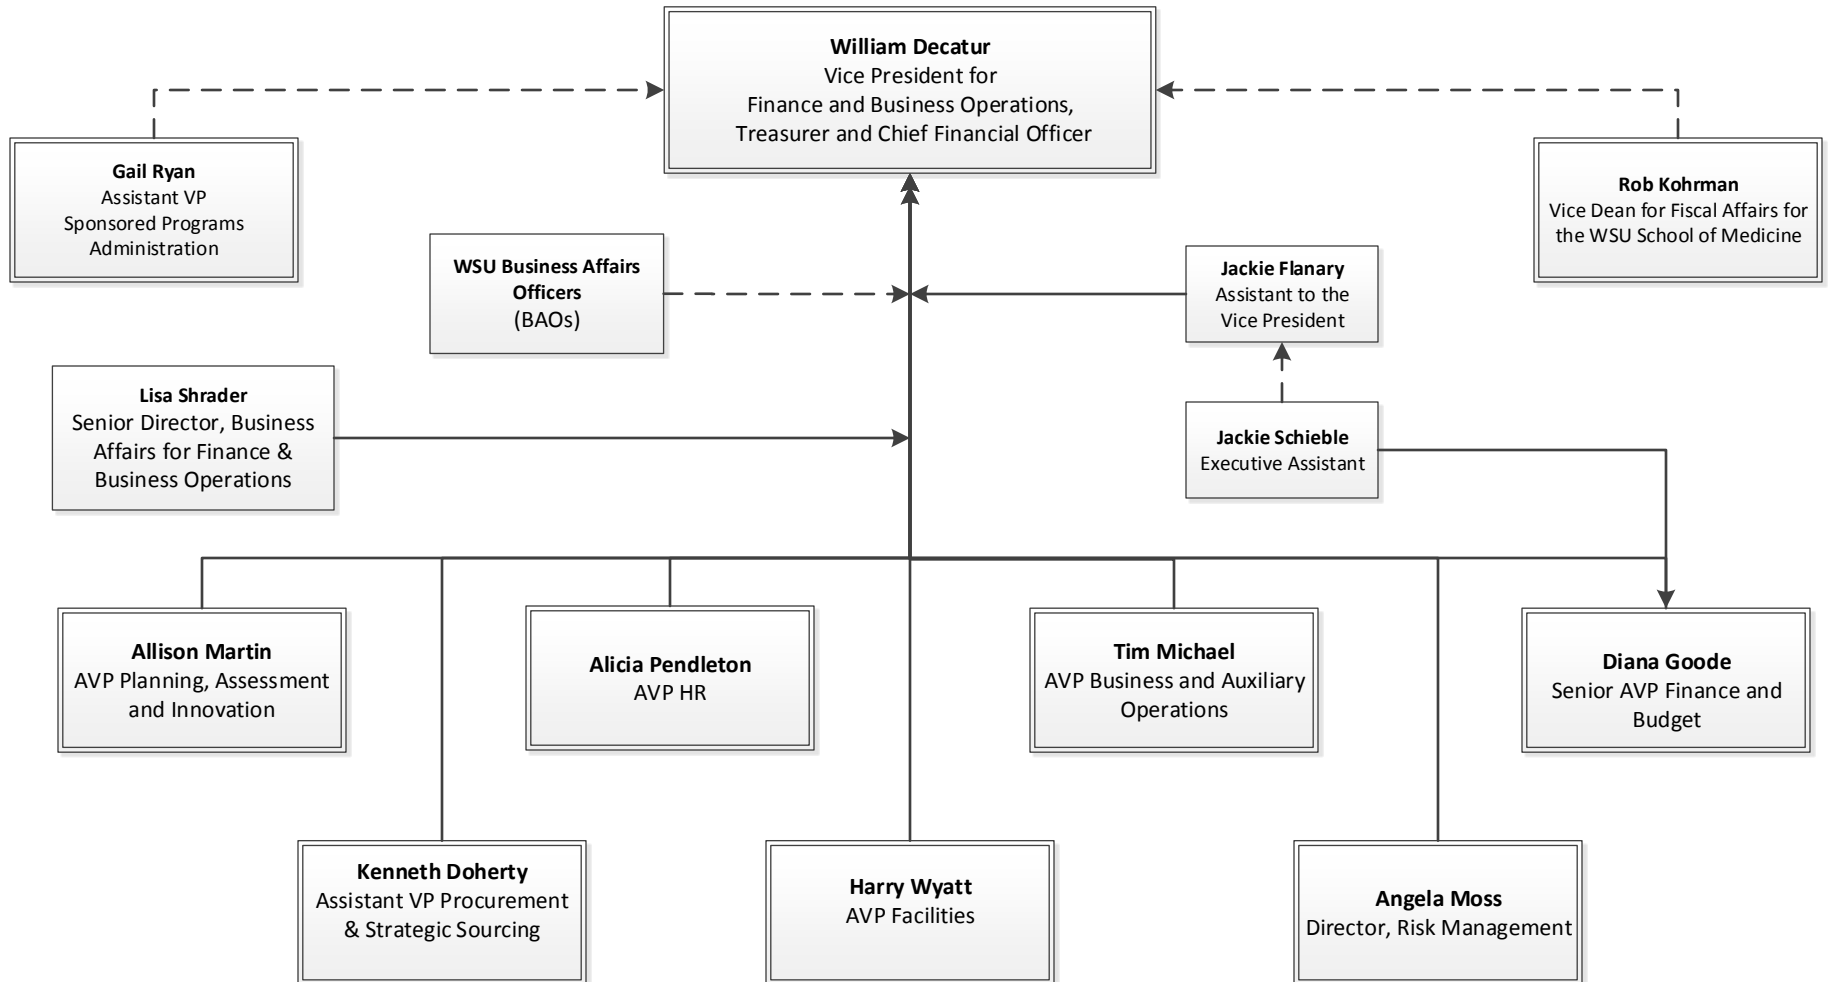 William Decatur
Vice President for
Finance and Business Operations,
Treasurer and Chief Financial Officer
Gail Ryan
Assistant VP
Sponsored Programs
Administration
Rob Kohrman
Vice Dean for Fiscal Affairs for
the WSU School of Medicine
WSU Business Affairs
Officers
(BAOs)
Jackie Flanary
Assistant to the
Vice President
Lisa Shrader
Senior Director, Business
Affairs for Finance &
Business Operations
Jackie Schieble
Executive Assistant
Allison Martin
AVP Planning, Assessment
and Innovation
Alicia Pendleton
AVP HR
Tim Michael
AVP Business and Auxiliary
Operations
Diana Goode
Senior AVP Finance and
Budget
Kenneth Doherty
Assistant VP Procurement
& Strategic Sourcing
Harry Wyatt
AVP Facilities
Angela Moss
Director, Risk Management